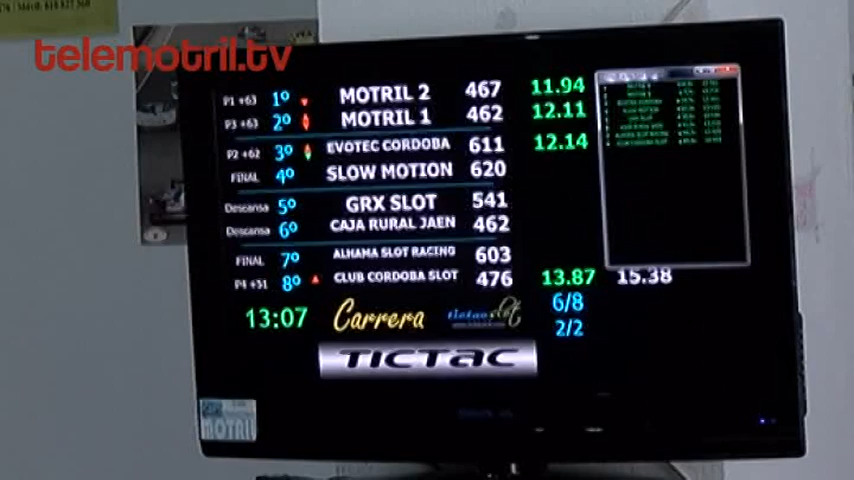 telemotril.tv
P1 +63 1º MOTRIL 2 467 11.94
P3 +63 2º MOTRIL 1 462 12.11
P2 +62 3º EVOTEC CORDOBA 611 12.14
FINAL 4º SLOW MOTION 620
Descansa 5º GRX SLOT 541
Descansa 6º CAJA RURAL JAEN 462
FINAL 7º ALHAMA SLOT RACING 603
P4 +51 8º CLUB CORDOBA SLOT 476 13.87 15.38
13:07 Carrera tictac slot 6/8
2/2
TICTAC
MOTRIL